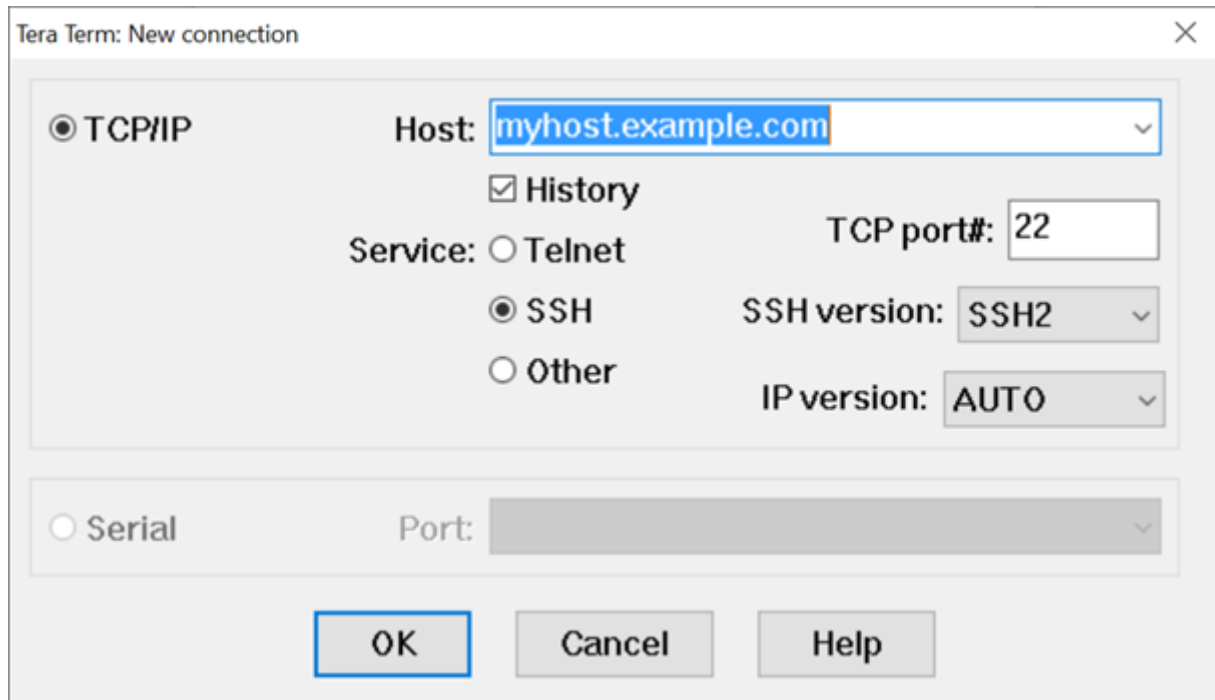 Tera Term: New connection
TCP/IP Host: myhost.example.com
History
TCP port#: 22
Service: Telnet
SSH SSH version: SSH2
Other
IP version: AUTO
Serial Port:
OK Cancel Help